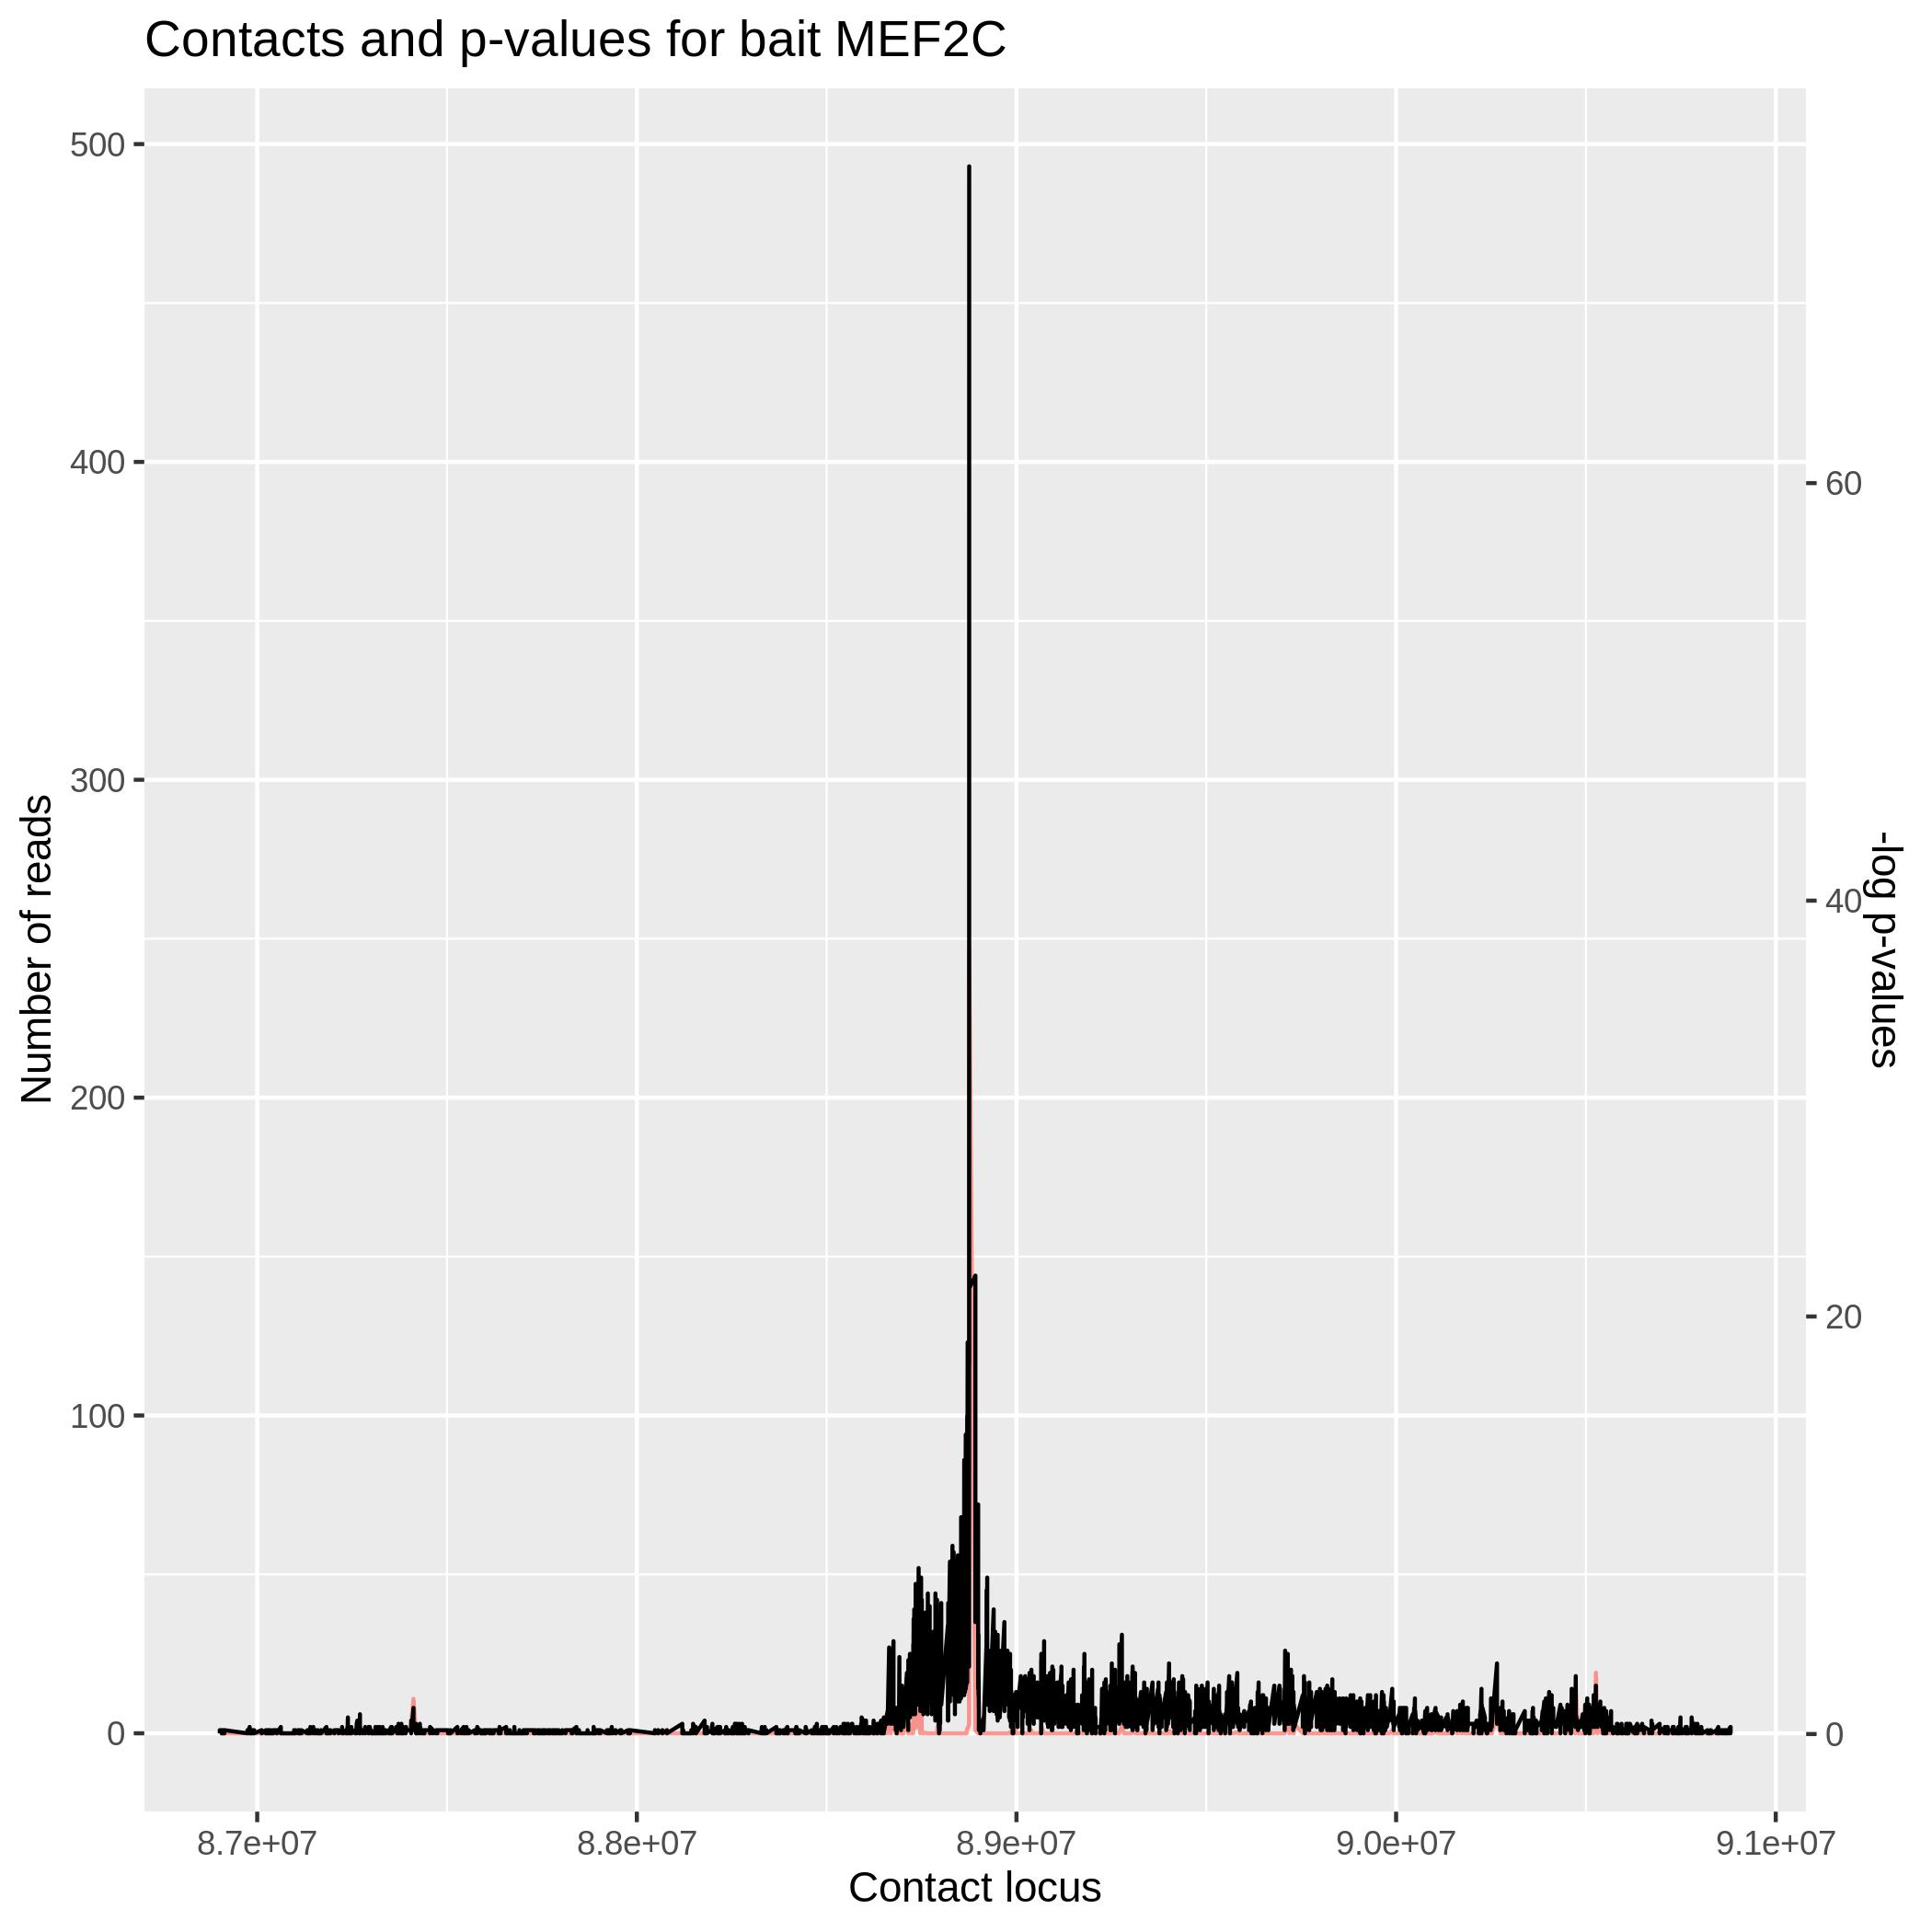 Contacts and p-values for bait MEF2C
Number of reads
500
400
300
200
100
0
60
40
20
0
-log p-values
8.7e+07 8.8e+07 8.9e+07 9.0e+07 9.1e+07
Contact locus